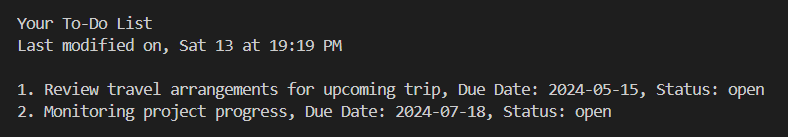 Your To-Do List
Last modified on, Sat 13 at 19:19 PM
1. Review travel arrangements for upcoming trip, Due Date: 2024-05-15, Status: open
2. Monitoring project progress, Due Date: 2024-07-18, Status: open